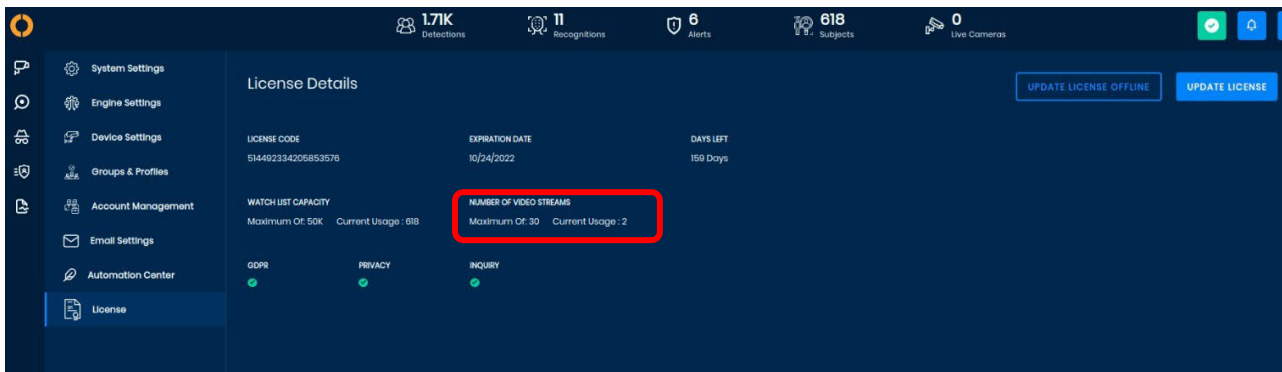 1.71K
Detections
11
Recognitions
6
Alerts
618
Subjects
0
Live Cameras
System Settings
Engine Settings
Device Settings
Groups & Profiles
Account Management
Email Settings
Automation Center
License
License Details
UPDATE LICENSE OFFLINE
UPDATE LICENSE
LICENSE CODE
514492334205853576
EXPIRATION DATE
10/24/2022
DAYS LEFT
159 Days
WATCH LIST CAPACITY
Maximum Of: 50K Current Usage : 618
NUMBER OF VIDEO STREAMS
Maximum Of: 30 Current Usage : 2
GDPR
PRIVACY
INQUIRY